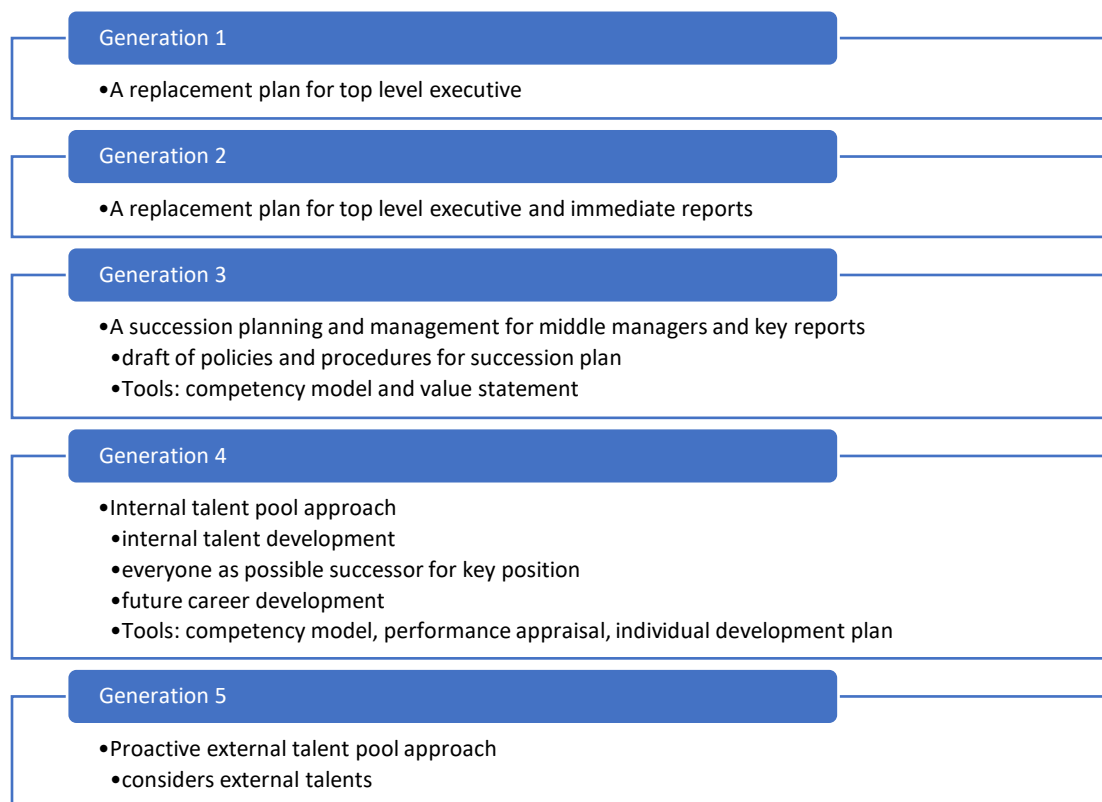 Generation 1
•A replacement plan for top level executive
Generation 2
•A replacement plan for top level executive and immediate reports
Generation 3
•A succession planning and management for middle managers and key reports
•draft of policies and procedures for succession plan
•Tools: competency model and value statement
Generation 4
•Internal talent pool approach
•internal talent development
•everyone as possible successor for key position
•future career development
•Tools: competency model, performance appraisal, individual development plan
Generation 5
•Proactive external talent pool approach
•considers external talents